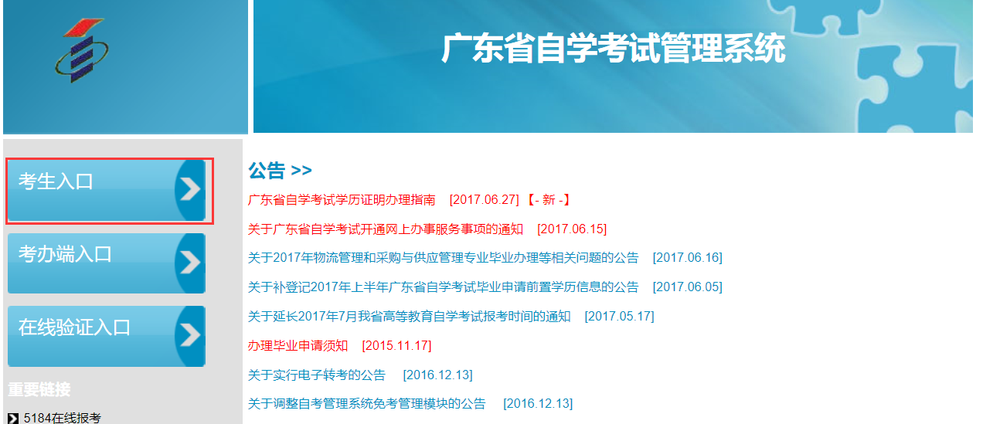 广东省自学考试管理系统
考生入口
考办端入口
在线验证入口
重要链接
5184在线报考
公告 >>
广东省自学考试学历证明办理指南 [2017.06.27] 【- 新 -】
关于广东省自学考试开通网上办事服务事项的通知 [2017.06.15]
关于2017年物流管理和采购与供应管理专业毕业办理等相关问题的公告 [2017.06.16]
关于补登记2017年上半年广东省自学考试毕业申请前置学历信息的公告 [2017.06.05]
关于延长2017年7月我省高等教育自学考试报考时间的通知 [2017.05.17]
办理毕业申请须知 [2015.11.17]
关于实行电子转考的公告 [2016.12.13]
关于调整自考管理系统免考管理模块的公告 [2016.12.13]